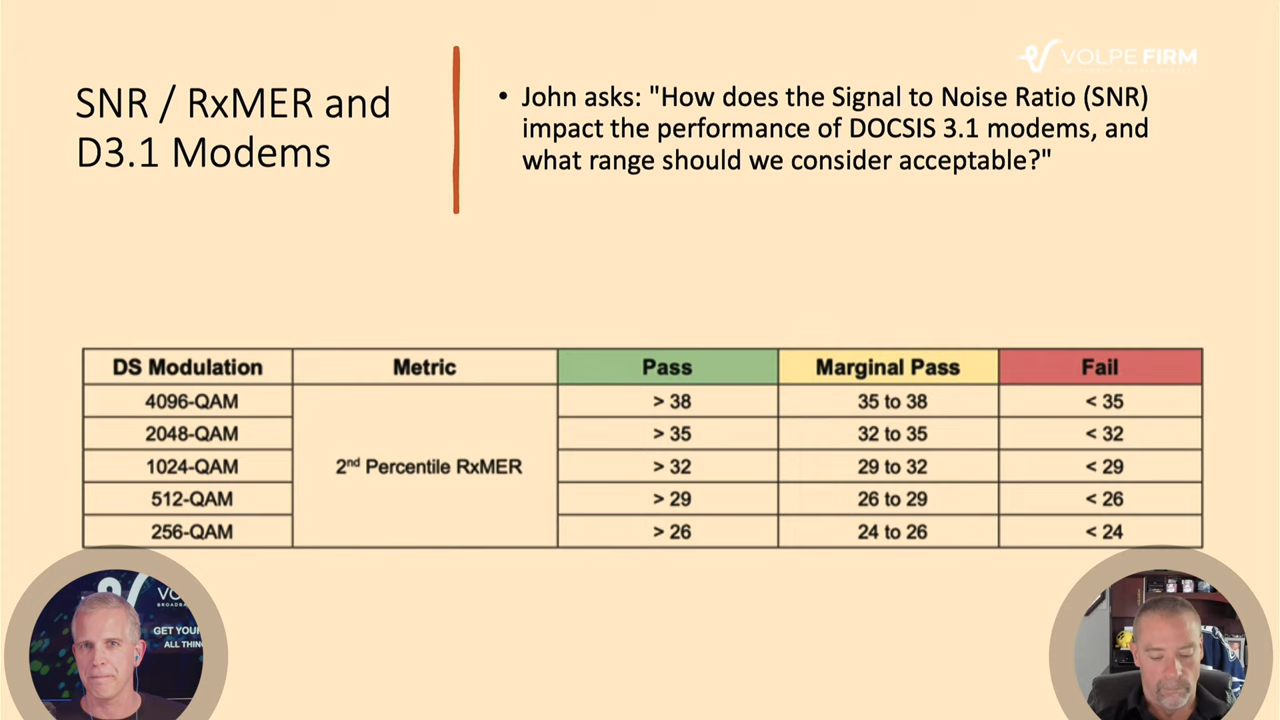 VOLPE FIRM
SNR / RxMER and
D3.1 Modems
• John asks: "How does the Signal to Noise Ratio (SNR)
impact the performance of DOCSIS 3.1 modems, and
what range should we consider acceptable?"
DS Modulation Metric Pass Marginal Pass Fail
4096-QAM > 38 35 to 38 < 35
2048-QAM > 35 32 to 35 < 32
1024-QAM 2nd Percentile RxMER > 32 29 to 32 < 29
512-QAM > 29 26 to 29 < 26
256-QAM > 26 24 to 26 < 24
VO
BROADBA
GET YOUR
ALL THING